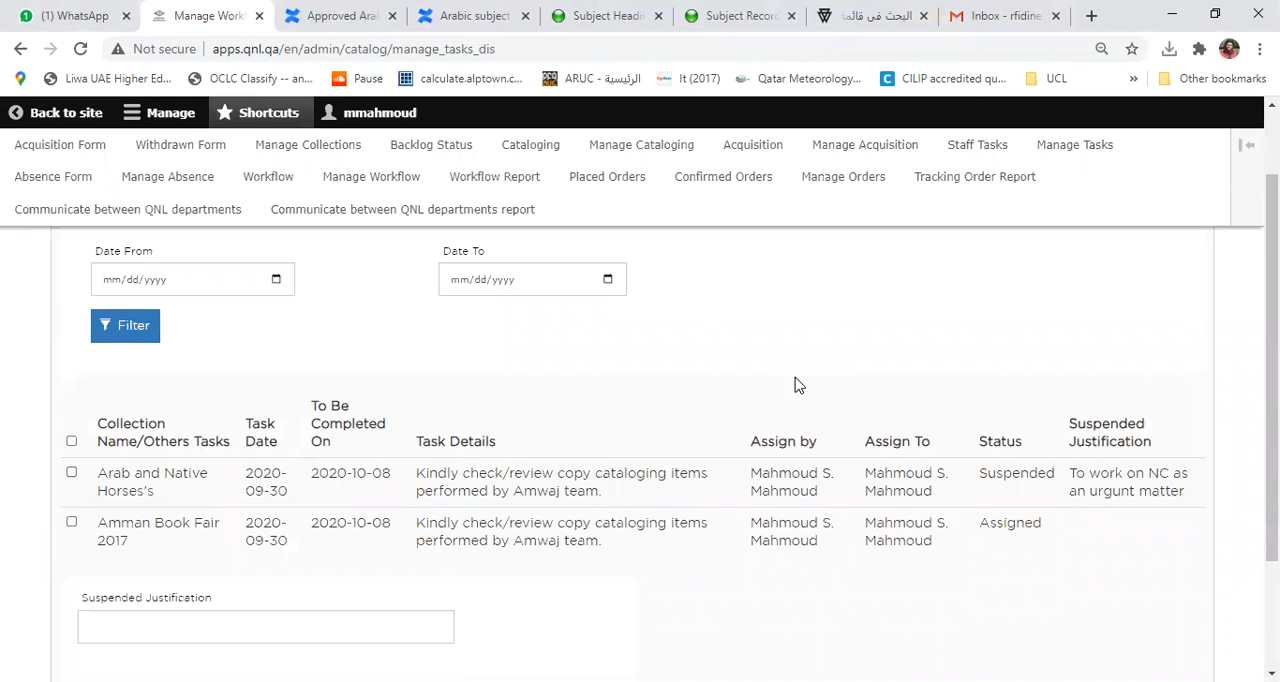 (1) WhatsApp
Manage Work
Approved Ara
Arabic subject
Subject Headi
Subject Recor
البحث في قائمة
Inbox - rfidine
Not secure
apps.qnl.qa/en/admin/catalog/manage_tasks_dis
Liwa UAE Higher Ed...
OCLC Classify -- an...
Pause
calculate.alptown.c...
ARUC - الرئيسية
It (2017)
Qatar Meteorology...
CILIP accredited qu...
UCL
»
Other bookmarks
Back to site
Manage
Shortcuts
mmahmoud
Acquisition Form
Withdrawn Form
Manage Collections
Backlog Status
Cataloging
Manage Cataloging
Acquisition
Manage Acquisition
Staff Tasks
Manage Tasks
Absence Form
Manage Absence
Workflow
Manage Workflow
Workflow Report
Placed Orders
Confirmed Orders
Manage Orders
Tracking Order Report
Communicate between QNL departments
Communicate between QNL departments report
Date From
Date To
mm/dd/yyyy
mm/dd/yyyy
Filter
Collection
Name/Others Tasks
Task
Date
To Be
Completed
On
Task Details
Assign by
Assign To
Status
Suspended
Justification
Arab and Native
Horses's
2020-
09-30
2020-10-08
Kindly check/review copy cataloging items
performed by Amwaj team.
Mahmoud S.
Mahmoud
Mahmoud S.
Mahmoud
Suspended
To work on NC as
an urgunt matter
Amman Book Fair
2017
2020-
09-30
2020-10-08
Kindly check/review copy cataloging items
performed by Amwaj team.
Mahmoud S.
Mahmoud
Mahmoud S.
Mahmoud
Assigned
Suspended Justification